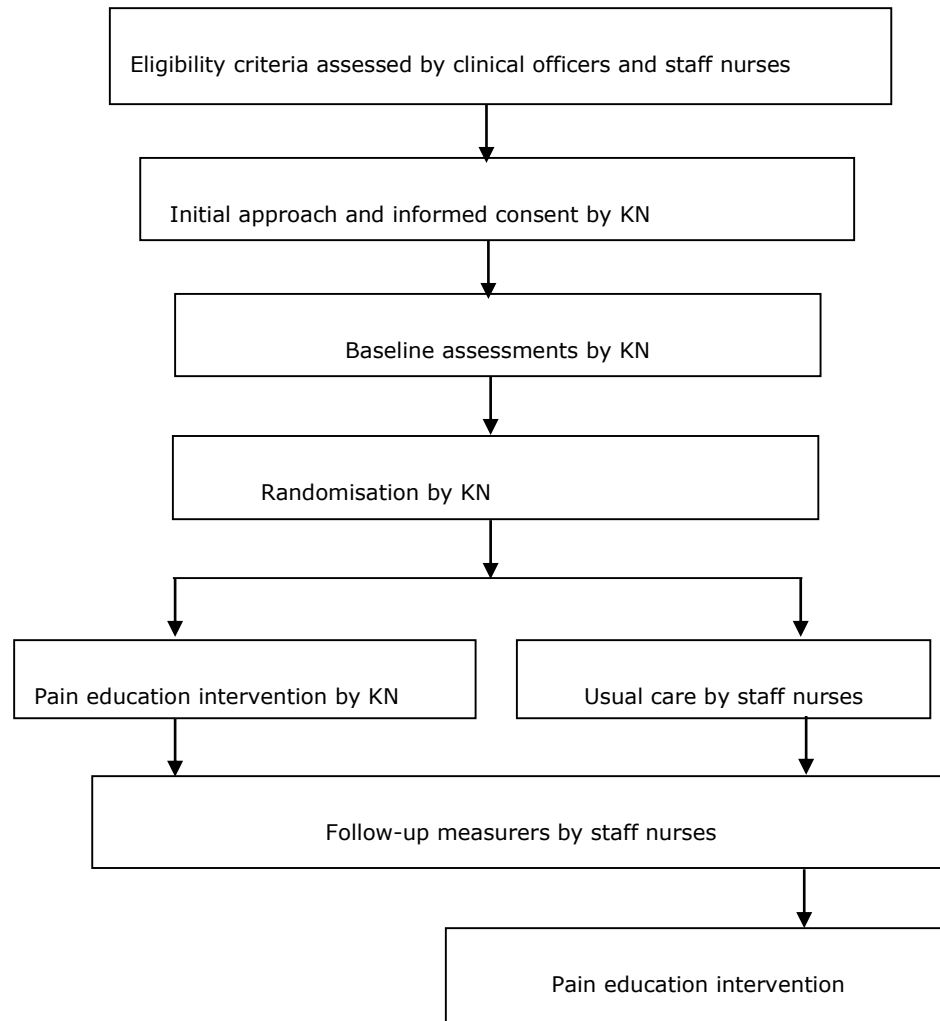 Eligibility criteria assessed by clinical officers and staff nurses
Initial approach and informed consent by KN
Baseline assessments by KN
Randomisation by KN
Pain education intervention by KN
Usual care by staff nurses
Follow-up measurers by staff nurses
Pain education intervention